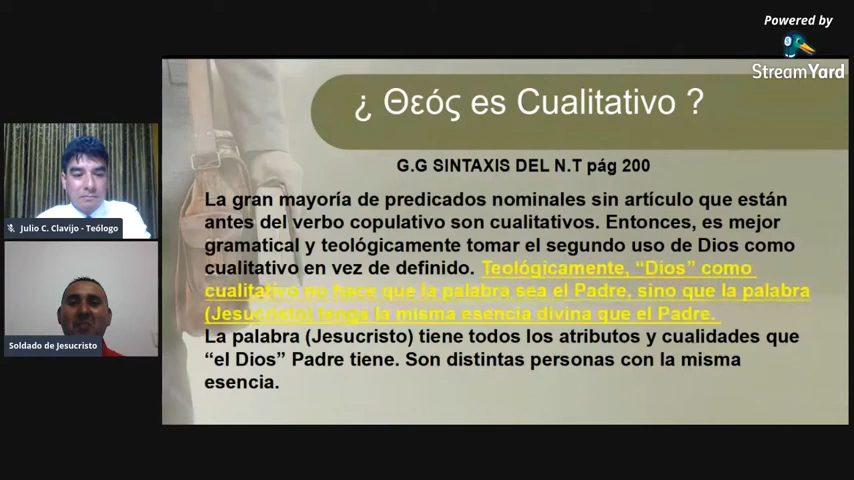 Powered by
StreamYard
¿ Θεός es Cualitativo ?
G.G SINTAXIS DEL N.T pág 200
La gran mayoría de predicados nominales sin artículo que están
antes del verbo copulativo son cualitativos. Entonces, es mejor
gramatical y teológicamente tomar el segundo uso de Dios como
cualitativo en vez de definido. Teológicamente, “Dios” como
cualitativo no hace que la palabra sea el Padre, sino que la palabra
(Jesucristo) tenga la misma esencia divina que el Padre.
La palabra (Jesucristo) tiene todos los atributos y cualidades que
“el Dios” Padre tiene. Son distintas personas con la misma
esencia.
Julio C. Clavijo - Teólogo
Soldado de Jesucristo